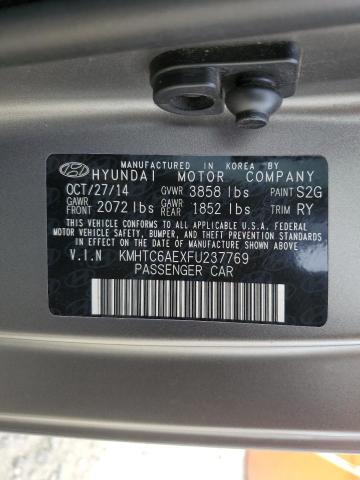 MANUFACTURED IN KOREA BY
HYUNDAI MOTOR COMPANY
OCT/27/14 GVWR 3858 lbs PAINT S2G
GAWR FRONT 2072 lbs GAWR REAR 1852 lbs TRIM RY
THIS VEHICLE CONFORMS TO ALL APPLICABLE U.S.A. FEDERAL
MOTOR VEHICLE SAFETY, BUMPER, AND THEFT PREVENTION STANDARDS
IN EFFECT ON THE DATE OF MANUFACTURE SHOWN ABOVE.
V.I.N KMHTC6AEXFU237769
PASSENGER CAR